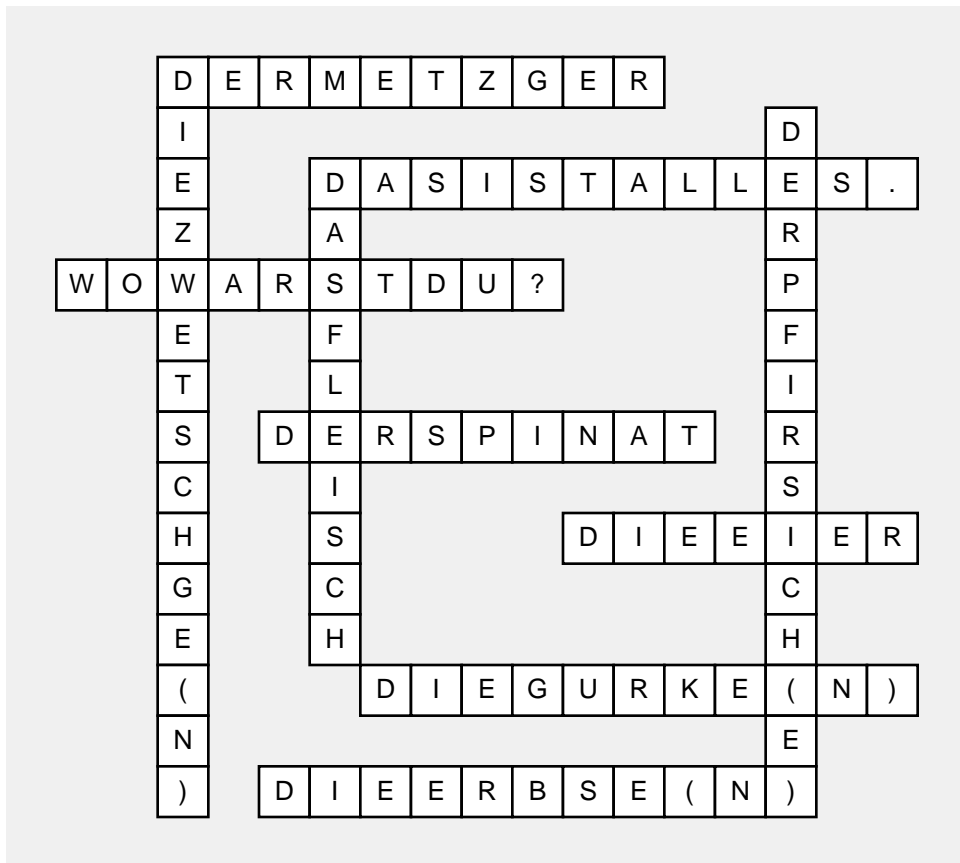 DERMETZGER
DIEZWETSCHGE(N)
DERPFIRSICH(E)
DASISTALLES.
DASFLEISCH
WOWARSTDU?
DERSPINAT
DIEEIER
DIEGURKE(N)
DIEERBSE(N)